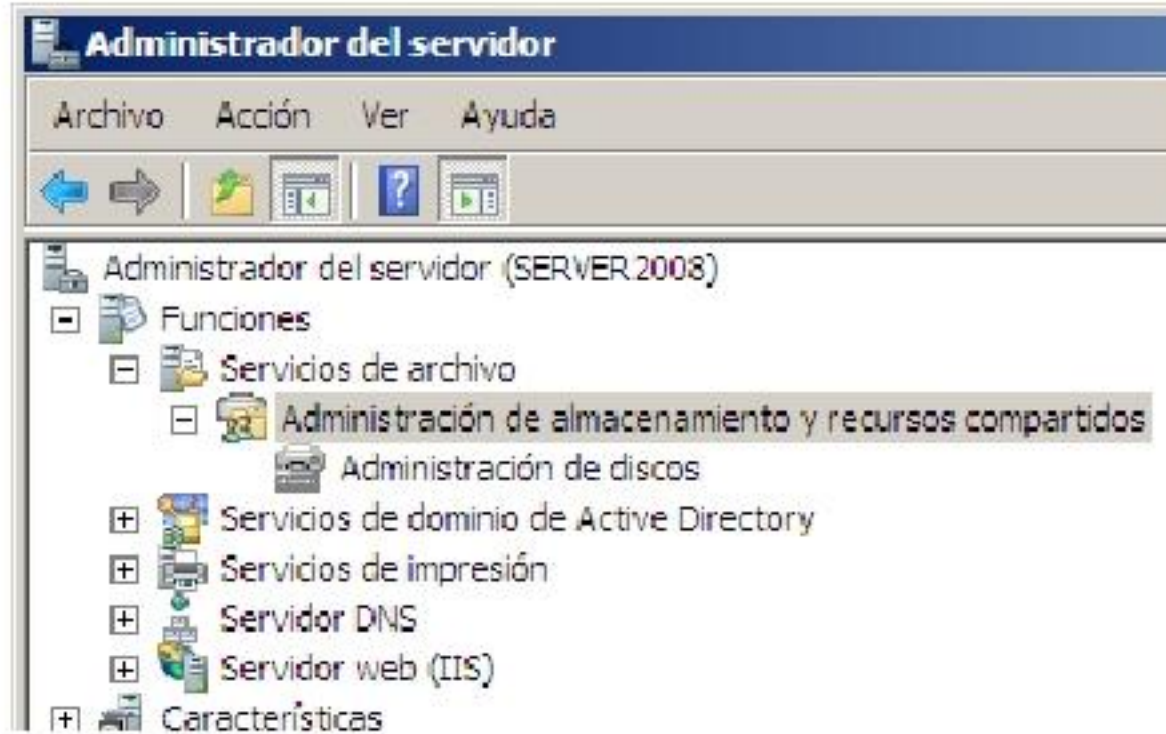 Administrador del servidor
Archivo Acción Ver Ayuda
Administrador del servidor (SERVER2008)
Funciones
Servicios de archivo
Administración de almacenamiento y recursos compartidos
Administración de discos
Servicios de dominio de Active Directory
Servicios de impresión
Servidor DNS
Servidor web (IIS)
Características